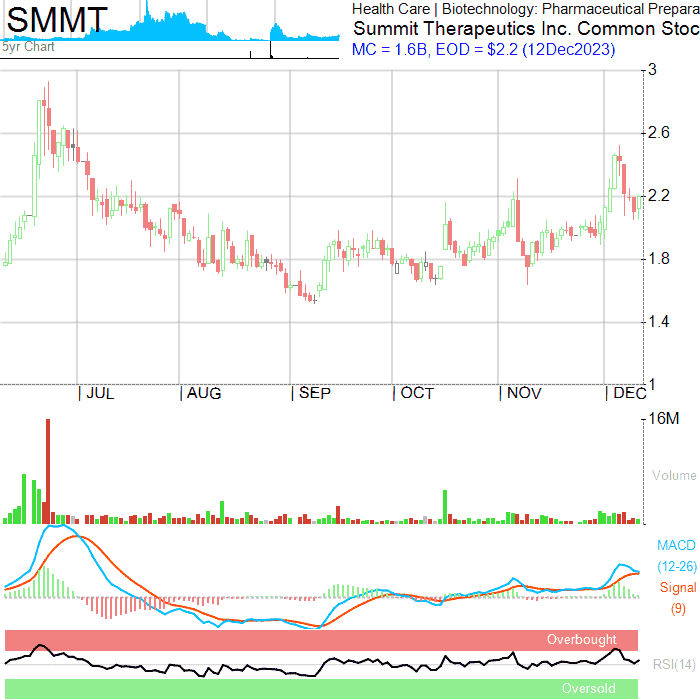 SMMT
5yr Chart
Health Care | Biotechnology: Pharmaceutical Prepara
Summit Therapeutics Inc. Common Stoc
MC = 1.6B, EOD = $2.2 (12Dec2023)
3
2.6
2.2
1.8
1.4
1
| JUL | AUG | SEP | OCT | NOV | DEC
16M
Volume
MACD
(12-26)
Signal
(9)
Overbought
RSI(14)
Oversold